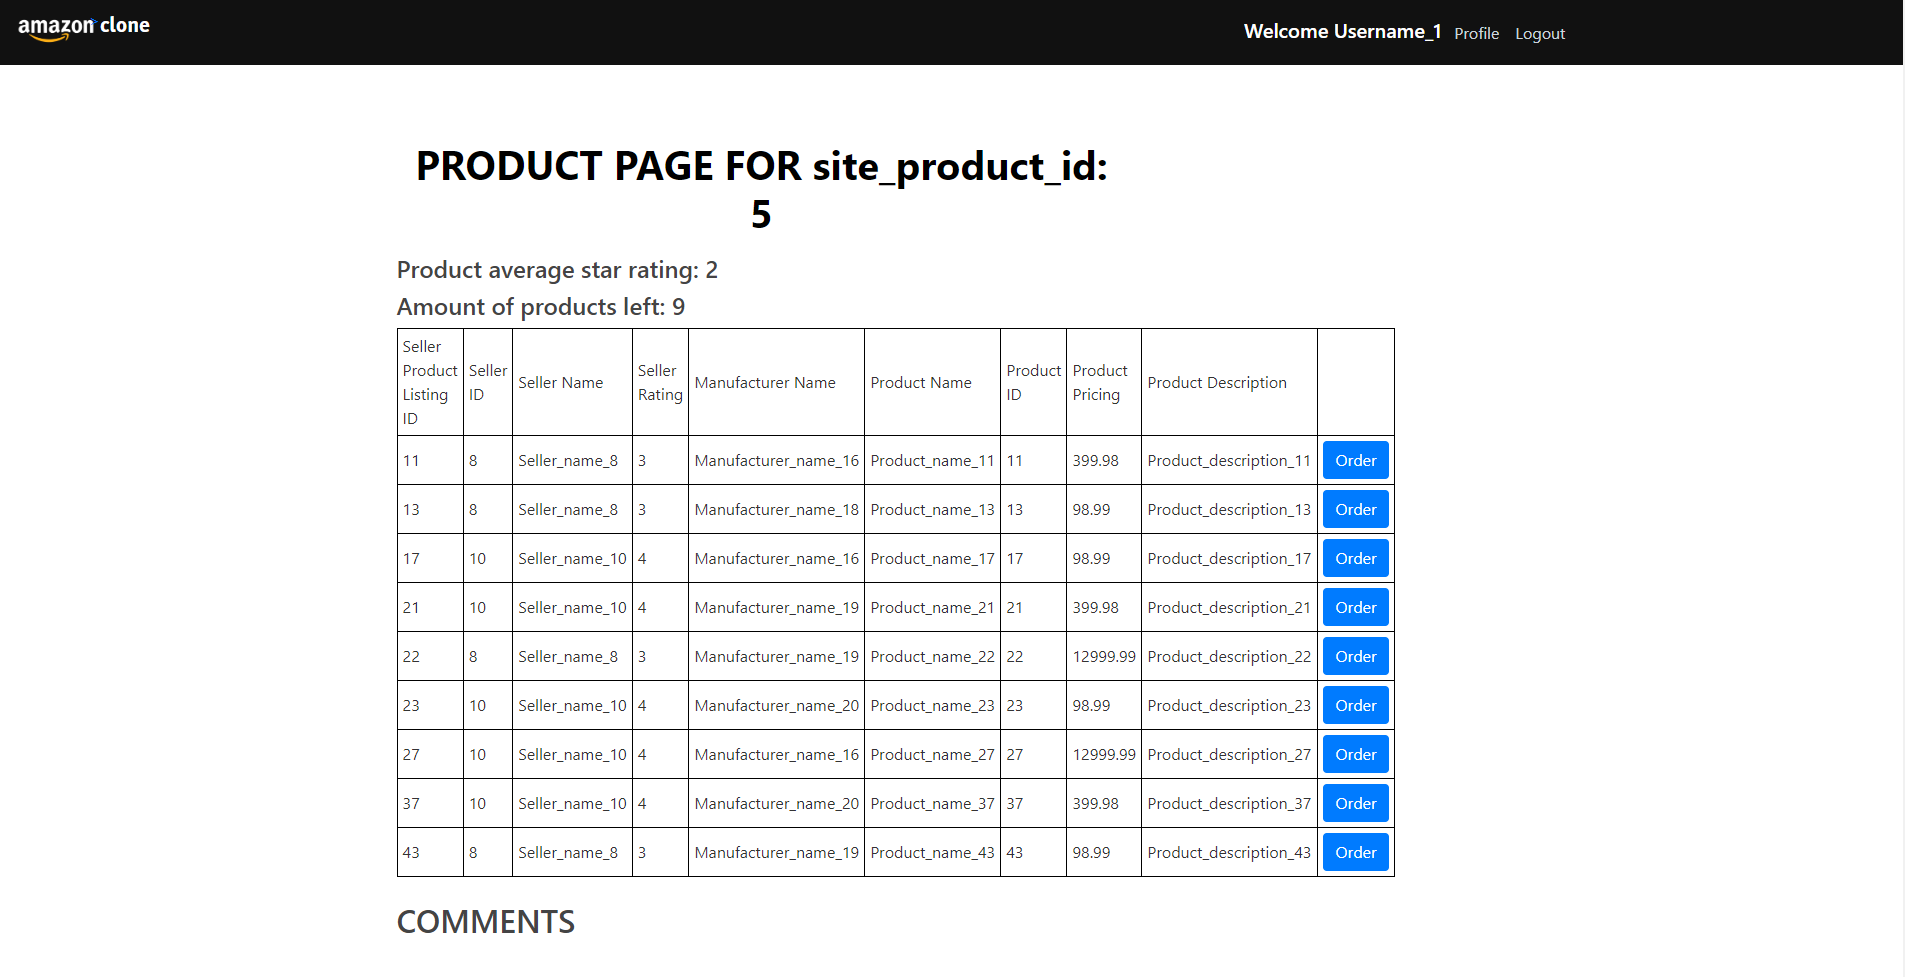 amazon clone
Welcome Username_1 Profile Logout
PRODUCT PAGE FOR site_product_id:
5
Product average star rating: 2
Amount of products left: 9
Seller Product Listing ID Seller ID Seller Name Seller Rating Manufacturer Name Product Name Product ID Product Pricing Product Description
11 8 Seller_name_8 3 Manufacturer_name_16 Product_name_11 11 399.98 Product_description_11 Order
13 8 Seller_name_8 3 Manufacturer_name_18 Product_name_13 13 98.99 Product_description_13 Order
17 10 Seller_name_10 4 Manufacturer_name_16 Product_name_17 17 98.99 Product_description_17 Order
21 10 Seller_name_10 4 Manufacturer_name_19 Product_name_21 21 399.98 Product_description_21 Order
22 8 Seller_name_8 3 Manufacturer_name_19 Product_name_22 22 12999.99 Product_description_22 Order
23 10 Seller_name_10 4 Manufacturer_name_20 Product_name_23 23 98.99 Product_description_23 Order
27 10 Seller_name_10 4 Manufacturer_name_16 Product_name_27 27 12999.99 Product_description_27 Order
37 10 Seller_name_10 4 Manufacturer_name_20 Product_name_37 37 399.98 Product_description_37 Order
43 8 Seller_name_8 3 Manufacturer_name_19 Product_name_43 43 98.99 Product_description_43 Order
COMMENTS